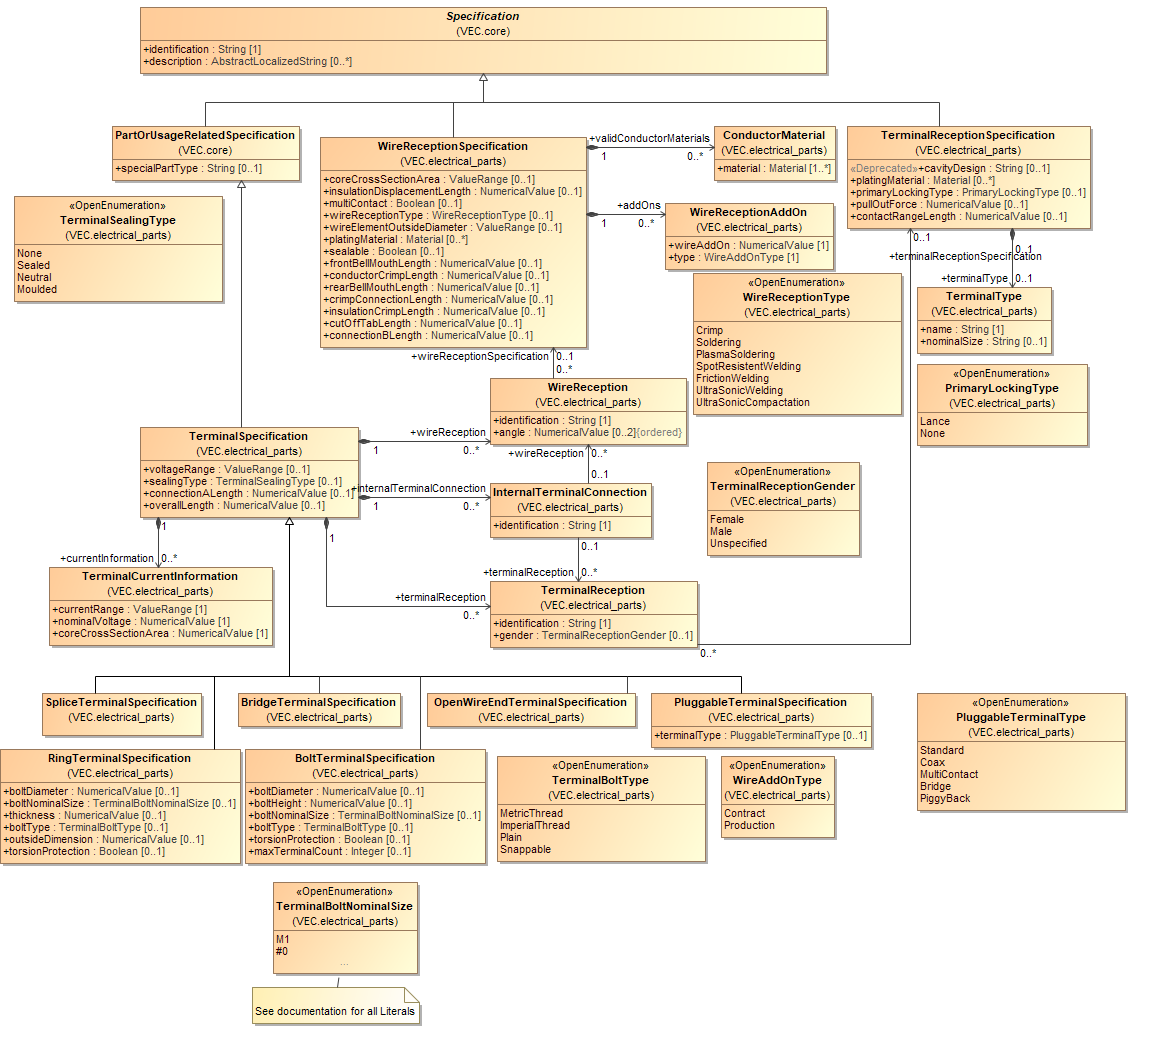 Specification
(VEC.core)
+identification : String [1]
+description : AbstractLocalizedString [0..*]
PartOrUsageRelatedSpecification
(VEC.core)
+specialPartType : String [0..1]
WireReceptionSpecification
(VEC.electrical_parts)
+coreCrossSectionArea : ValueRange [0..1]
+insulationDisplacementLength : NumericalValue [0..1]
+multiContact : Boolean [0..1]
+wireReceptionType : WireReceptionType [0..1]
+wireElementOutsideDiameter : ValueRange [0..1]
+platingMaterial : Material [0..*]
+sealable : Boolean [0..1]
+frontBellMouthLength : NumericalValue [0..1]
+conductorCrimpLength : NumericalValue [0..1]
+rearBellMouthLength : NumericalValue [0..1]
+crimpConnectionLength : NumericalValue [0..1]
+insulationCrimpLength : NumericalValue [0..1]
+cutOffTabLength : NumericalValue [0..1]
+connectionBLength : NumericalValue [0..1]
+validConductorMaterials
1
0..*
ConductorMaterial
(VEC.electrical_parts)
+material : Material [1..*]
TerminalReceptionSpecification
(VEC.electrical_parts)
«Deprecated»+cavityDesign : String [0..1]
+platingMaterial : Material [0..*]
+primaryLockingType : PrimaryLockingType [0..1]
+pullOutForce : NumericalValue [0..1]
+contactRangeLength : NumericalValue [0..1]
«OpenEnumeration»
TerminalSealingType
(VEC.electrical_parts)
None
Sealed
Neutral
Moulded
+addOns
1
0..*
WireReceptionAddOn
(VEC.electrical_parts)
+wireAddOn : NumericalValue [1]
+type : WireAddOnType [1]
0..1
+terminalReceptionSpecification
0..1
+terminalType
0..1
«OpenEnumeration»
WireReceptionType
(VEC.electrical_parts)
Crimp
Soldering
PlasmaSoldering
SpotResistentWelding
FrictionWelding
UltraSonicWelding
UltraSonicCompactation
TerminalType
(VEC.electrical_parts)
+name : String [1]
+nominalSize : String [0..1]
+wireReceptionSpecification
0..1
0..*
«OpenEnumeration»
PrimaryLockingType
(VEC.electrical_parts)
Lance
None
WireReception
(VEC.electrical_parts)
+identification : String [1]
+angle : NumericalValue [0..2]{ordered}
TerminalSpecification
(VEC.electrical_parts)
+voltageRange : ValueRange [0..1]
+sealingType : TerminalSealingType [0..1]
+connectionALength : NumericalValue [0..1]
+overallLength : NumericalValue [0..1]
+wireReception
1
0..*
+wireReception
0..*
0..1
+internalTerminalConnection
1
0..*
InternalTerminalConnection
(VEC.electrical_parts)
+identification : String [1]
«OpenEnumeration»
TerminalReceptionGender
(VEC.electrical_parts)
Female
Male
Unspecified
1
+currentInformation
0..*
1
+terminalReception
0..*
0..1
+terminalReception
0..*
TerminalCurrentInformation
(VEC.electrical_parts)
+currentRange : ValueRange [1]
+nominalVoltage : NumericalValue [1]
+coreCrossSectionArea : NumericalValue [1]
TerminalReception
(VEC.electrical_parts)
+identification : String [1]
+gender : TerminalReceptionGender [0..1]
0..*
SpliceTerminalSpecification
(VEC.electrical_parts)
BridgeTerminalSpecification
(VEC.electrical_parts)
OpenWireEndTerminalSpecification
(VEC.electrical_parts)
PluggableTerminalSpecification
(VEC.electrical_parts)
+terminalType : PluggableTerminalType [0..1]
«OpenEnumeration»
PluggableTerminalType
(VEC.electrical_parts)
Standard
Coax
MultiContact
Bridge
PiggyBack
RingTerminalSpecification
(VEC.electrical_parts)
+boltDiameter : NumericalValue [0..1]
+boltNominalSize : TerminalBoltNominalSize [0..1]
+thickness : NumericalValue [0..1]
+boltType : TerminalBoltType [0..1]
+outsideDimension : NumericalValue [0..1]
+torsionProtection : Boolean [0..1]
BoltTerminalSpecification
(VEC.electrical_parts)
+boltDiameter : NumericalValue [0..1]
+boltHeight : NumericalValue [0..1]
+boltNominalSize : TerminalBoltNominalSize [0..1]
+boltType : TerminalBoltType [0..1]
+torsionProtection : Boolean [0..1]
+maxTerminalCount : Integer [0..1]
«OpenEnumeration»
TerminalBoltType
(VEC.electrical_parts)
MetricThread
ImperialThread
Plain
Snappable
«OpenEnumeration»
WireAddOnType
(VEC.electrical_parts)
Contract
Production
«OpenEnumeration»
TerminalBoltNominalSize
(VEC.electrical_parts)
M1
#0
...
See documentation for all Literals